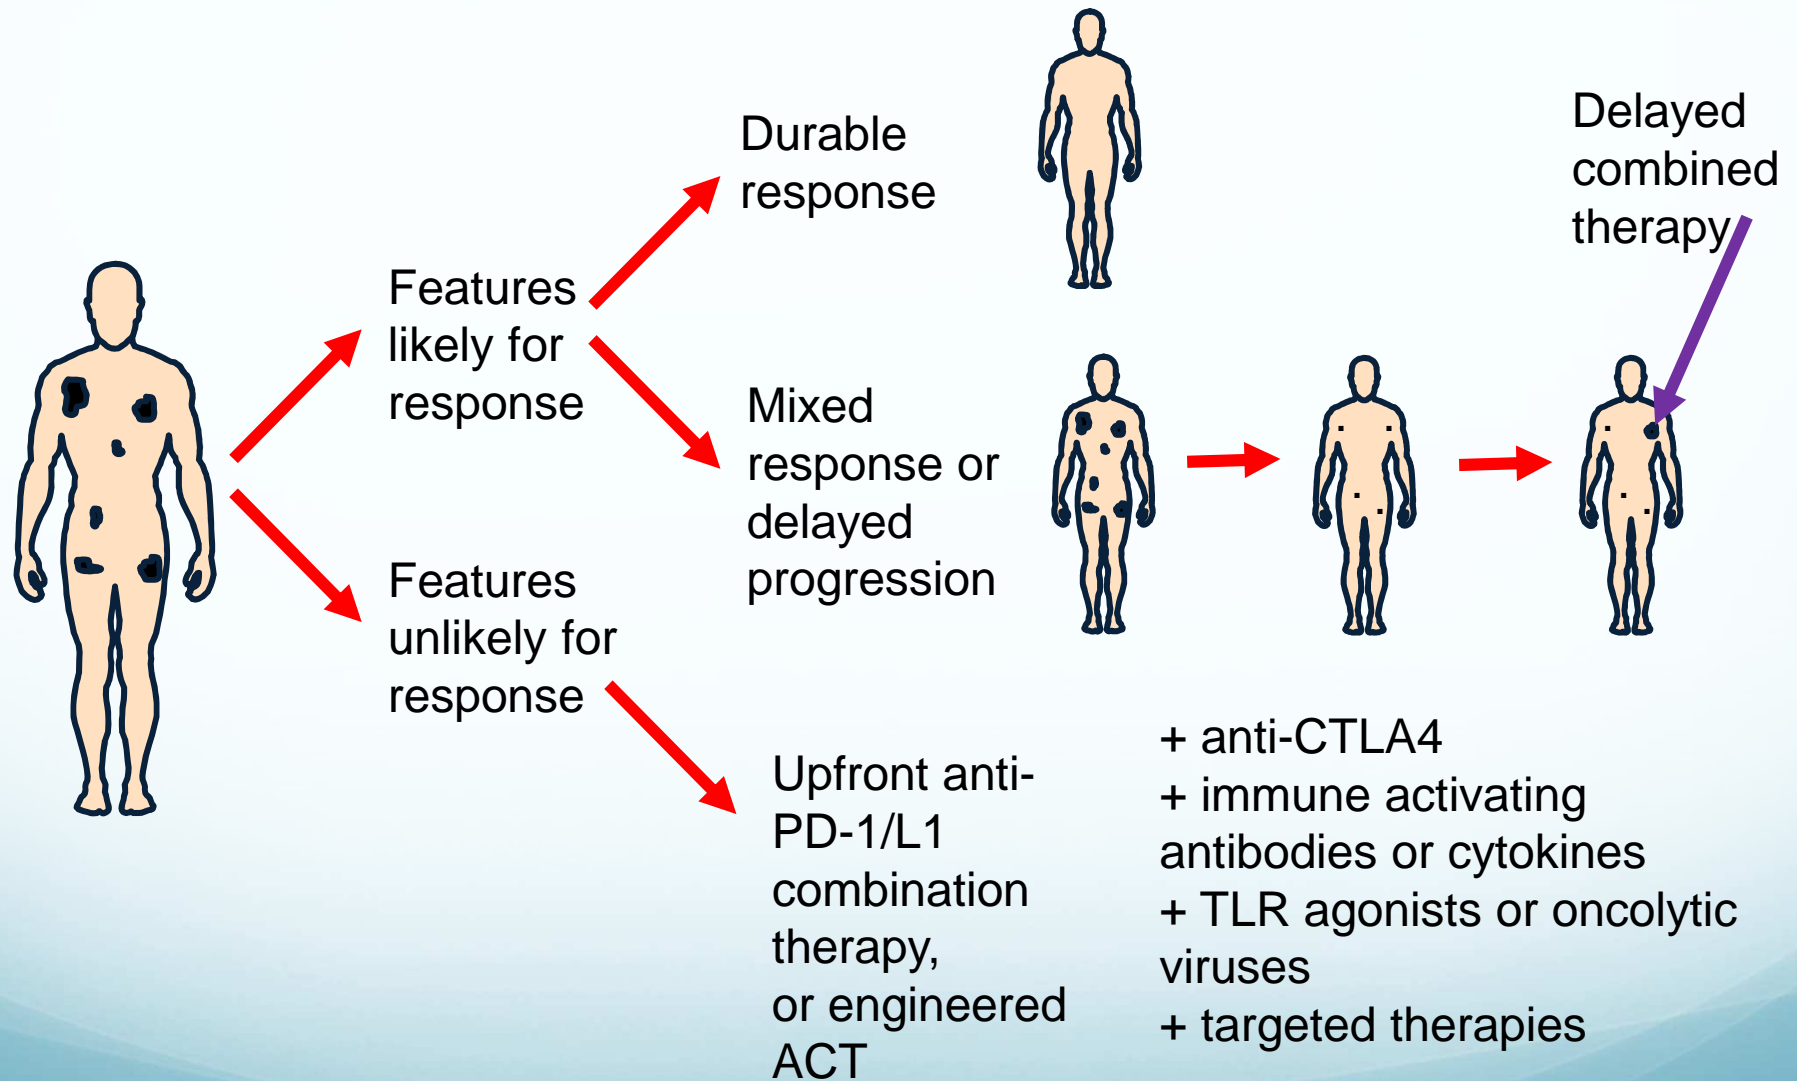 Durable
response
Delayed
combined
therapy
Features
likely for
response
Mixed
response or
delayed
progression
Features
unlikely for
response
Upfront anti-
PD-1/L1
combination
therapy,
or engineered
ACT
+ anti-CTLA4
+ immune activating
antibodies or cytokines
+ TLR agonists or oncolytic
viruses
+ targeted therapies